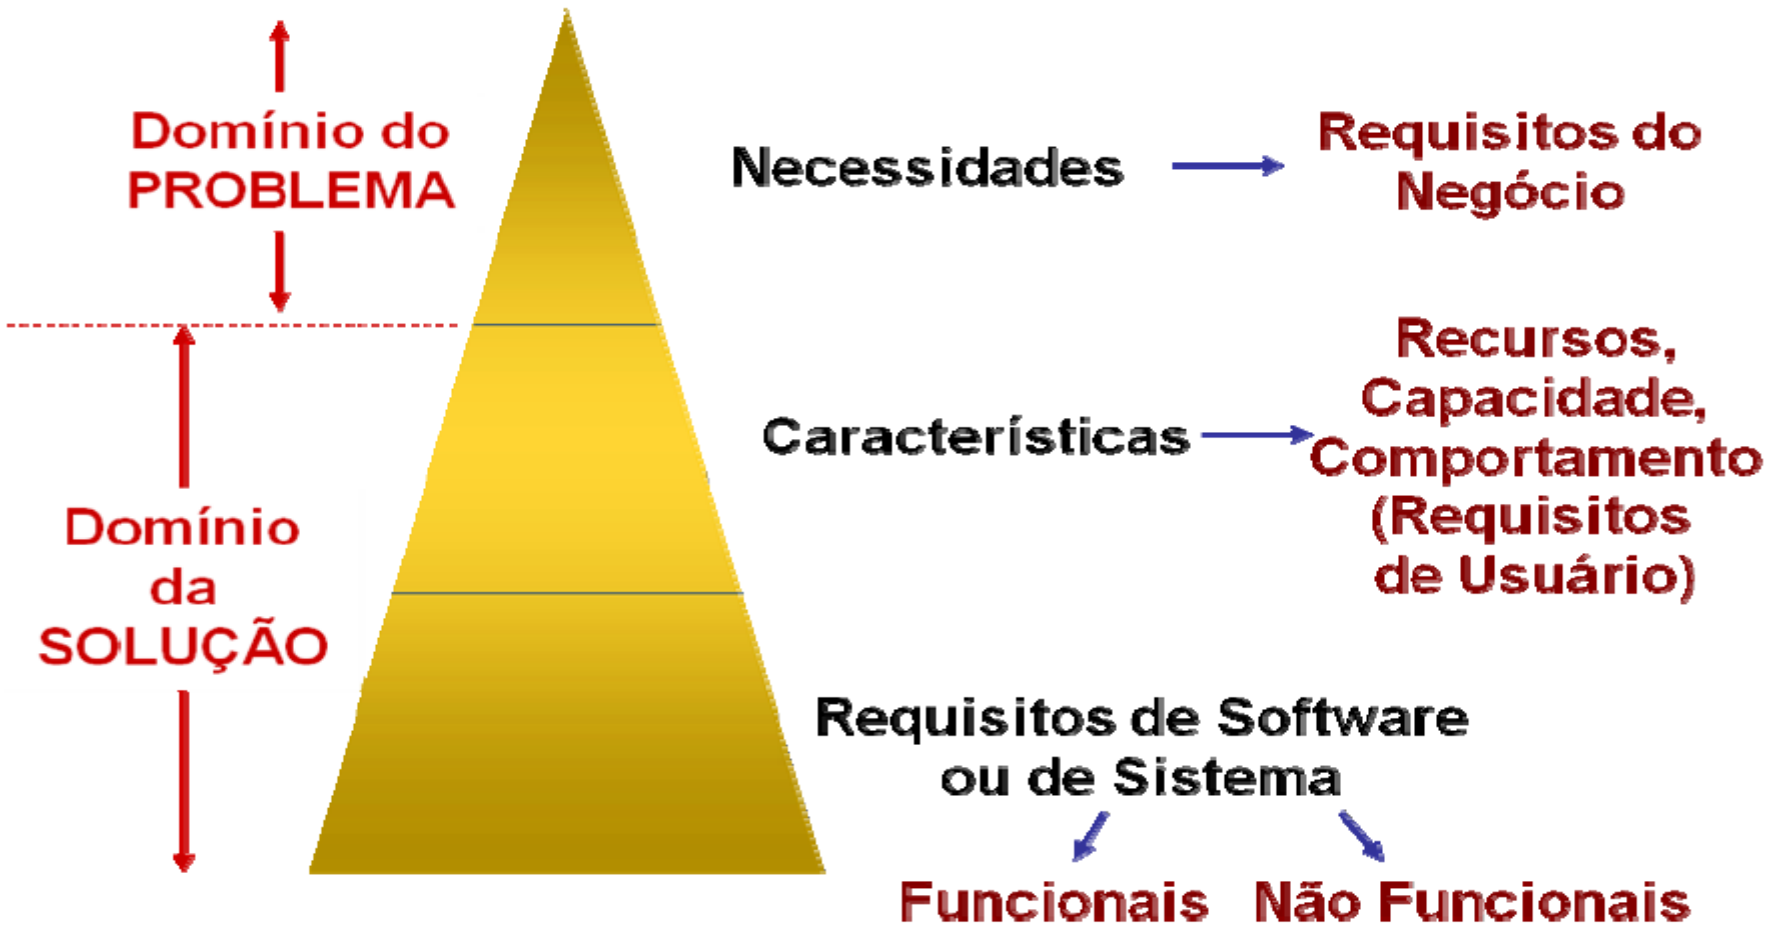 Domínio do
PROBLEMA
Necessidades
Requisitos do
Negócio
Recursos,
Capacidade,
Comportamento
(Requisitos
de Usuário)
Características
Domínio
da
SOLUÇÃO
Requisitos de Software
ou de Sistema
Funcionais
Não Funcionais